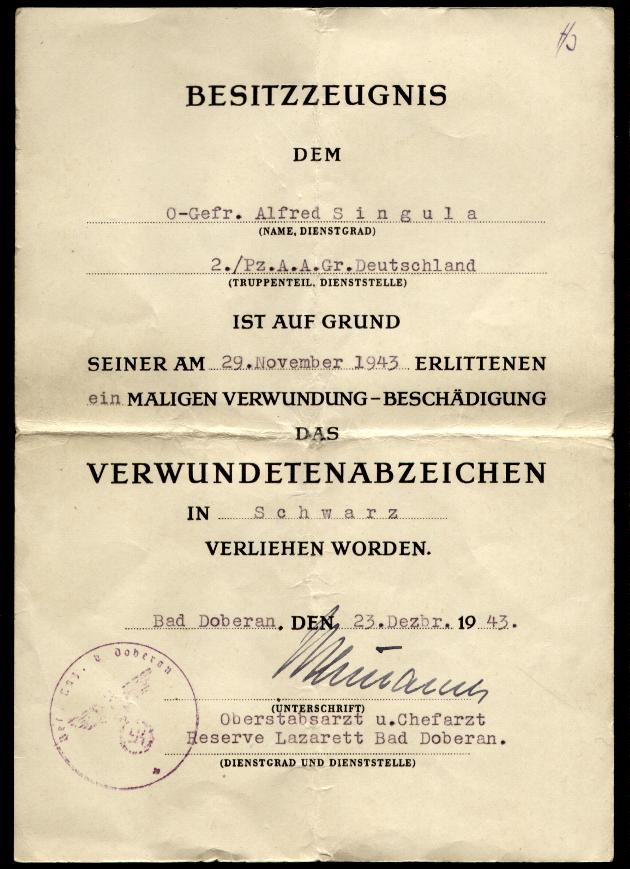 BESITZZEUGNIS
DEM
O-Gefr. Alfred S i n g u l a
(NAME, DIENSTGRAD)
2./Pz.A.A.Gr.Deutschland
(TRUPPENTEIL, DIENSTSTELLE)
IST AUF GRUND
SEINER AM 29.November 1943 ERLITTENEN
ein MALIGEN VERWUNDUNG – BESCHÄDIGUNG
DAS
VERWUNDETENABZEICHEN
IN S c h w a r z
VERLIEHEN WORDEN.
Bad Doberan, DEN 23.Dezbr. 19 43.
(UNTERSCHRIFT)
Oberstabsarzt u.Chefarzt
Reserve Lazarett Bad Doberan.
(DIENSTGRAD UND DIENSTSTELLE)
Doberan